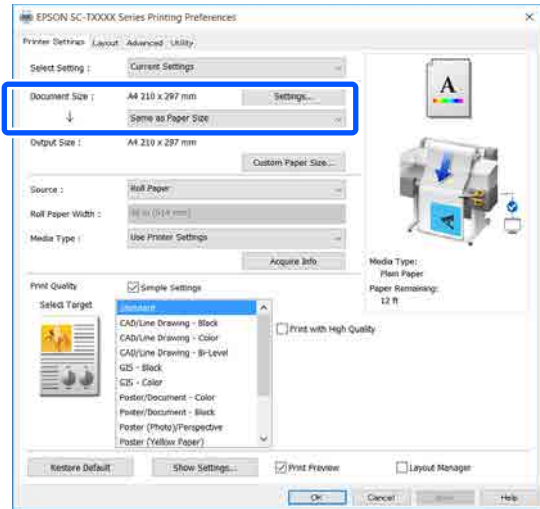 EPSON SC-TXXXX Series Printing Preferences
Printer Settings Layout Advanced Utility
Select Setting : Current Settings
Document Size : A4 210 x 297 mm Settings...
↓ Same as Paper Size
Output Size : A4 210 x 297 mm
Custom Paper Size...
Source : Roll Paper
Roll Paper Width :
Media Type : Use Printer Settings
Acquire Info
A
Media Type:
Plain Paper
Paper Remaining:
12 ft
Print Quality Simple Settings
Select Target
Standard
CAD/Line Drawing - Black
CAD/Line Drawing - Color
CAD/Line Drawing - Bi-Level
GIS - Black
GIS - Color
Poster/Document - Color
Poster/Document - Black
Poster (Photo)/Perspective
Poster (Yellow Paper)
Print with High Quality
Restore Default Show Settings... Print Preview Layout Manager
OK Cancel Help